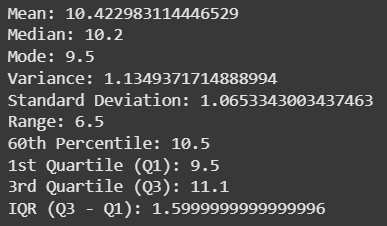 Mean: 10.422983114446529
Median: 10.2
Mode: 9.5
Variance: 1.1349371714888994
Standard Deviation: 1.0653343003437463
Range: 6.5
60th Percentile: 10.5
1st Quartile (Q1): 9.5
3rd Quartile (Q3): 11.1
IQR (Q3 - Q1): 1.5999999999999996